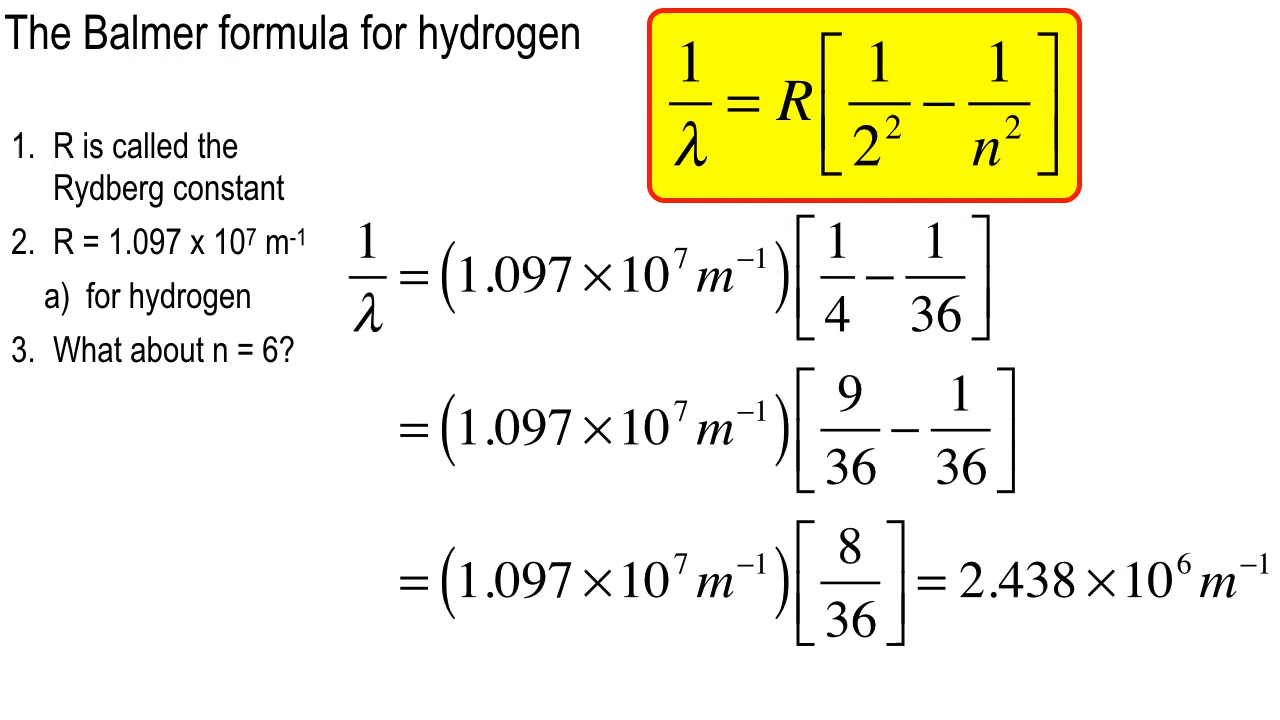 The Balmer formula for hydrogen
1/λ = R[1/2² − 1/n²]
1. R is called the
Rydberg constant
2. R = 1.097 x 10⁷ m⁻¹
a) for hydrogen
3. What about n = 6?
1/λ = (1.097 × 10⁷ m⁻¹)[1/4 − 1/36]
= (1.097 × 10⁷ m⁻¹)[9/36 − 1/36]
= (1.097 × 10⁷ m⁻¹)[8/36] = 2.438 × 10⁶ m⁻¹